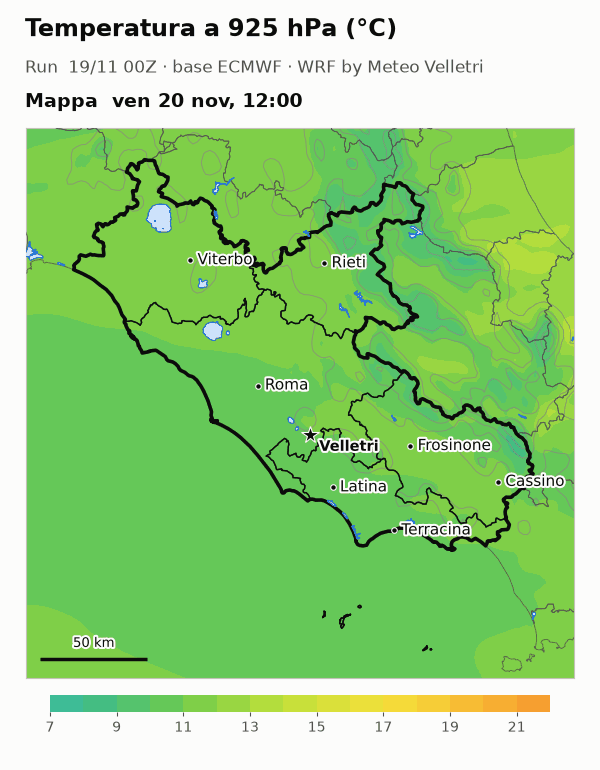 Temperatura a 925 hPa (°C)
Run  19/11 00Z · base ECMWF · WRF by Meteo Velletri
Mappa  ven 20 nov, 12:00
Viterbo
Rieti
Roma
Velletri
Frosinone
Cassino
Latina
Terracina
50 km
7 9 11 13 15 17 19 21